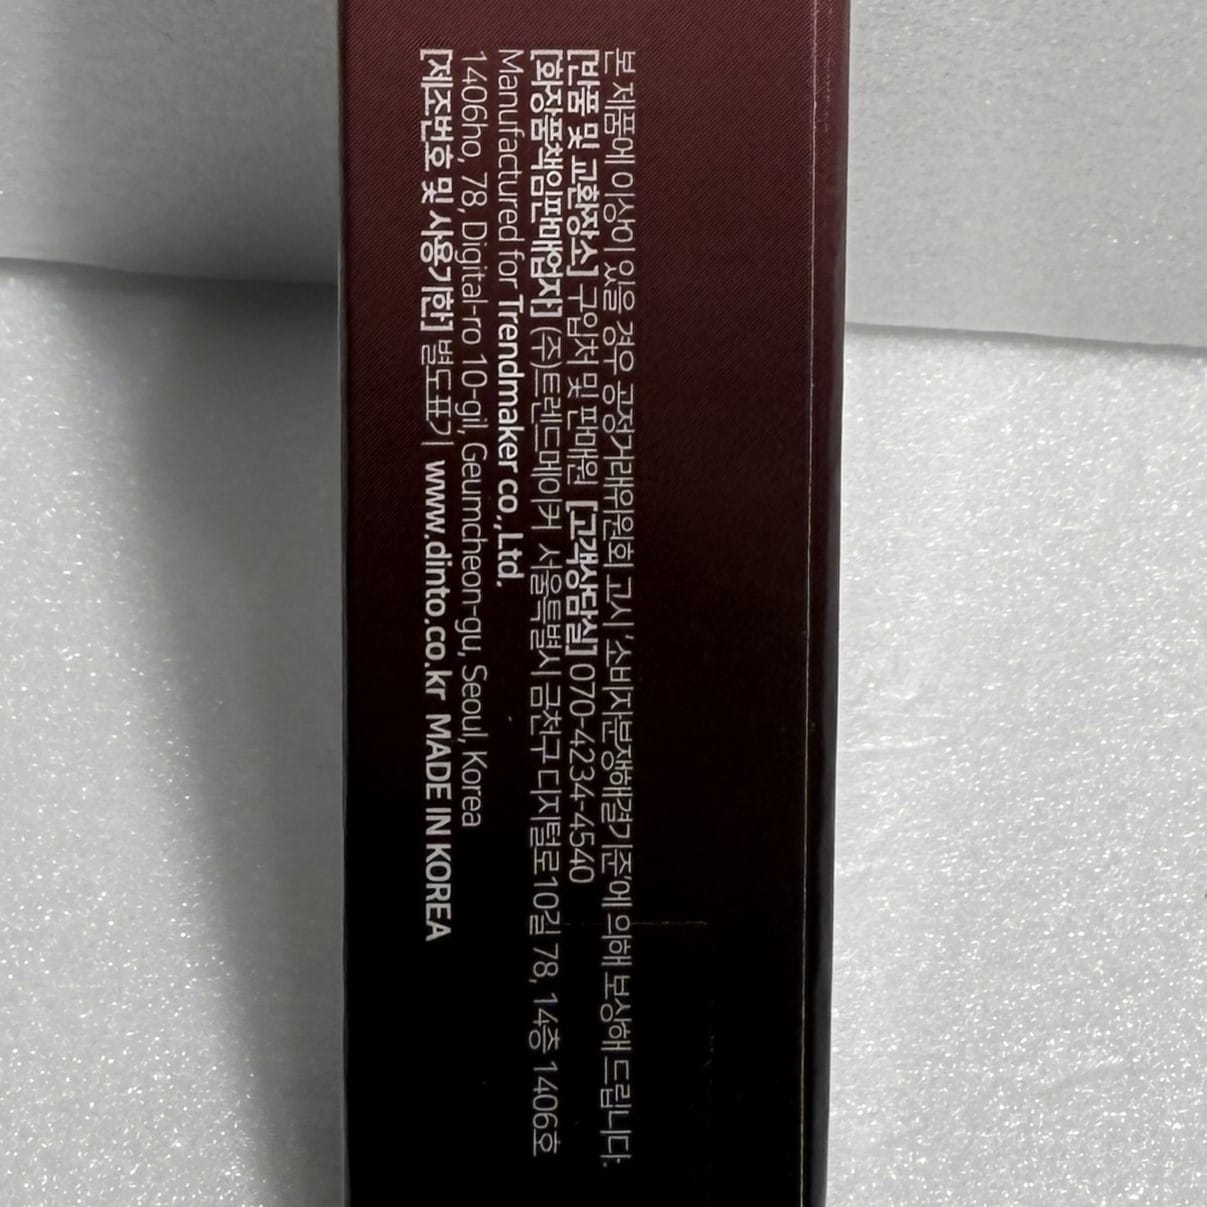 본 제품에 이상이 있을 경우 공정거래위원회 고시 '소비자분쟁해결기준'에 의해 보상해 드립니다.
[반품 및 교환장소] 구입처 및 판매원 [고객상담실] 070-4234-4540
[화장품책임판매업자] (주)트렌드메이커 서울특별시 금천구 디지털로10길 78, 14층 1406호
Manufactured for Trendmaker co.,Ltd.
1406ho, 78, Digital-ro 10-gil, Geumcheon-gu, Seoul, Korea
[제조번호 및 사용기한] 별도표기 www.dinto.co.kr MADE IN KOREA